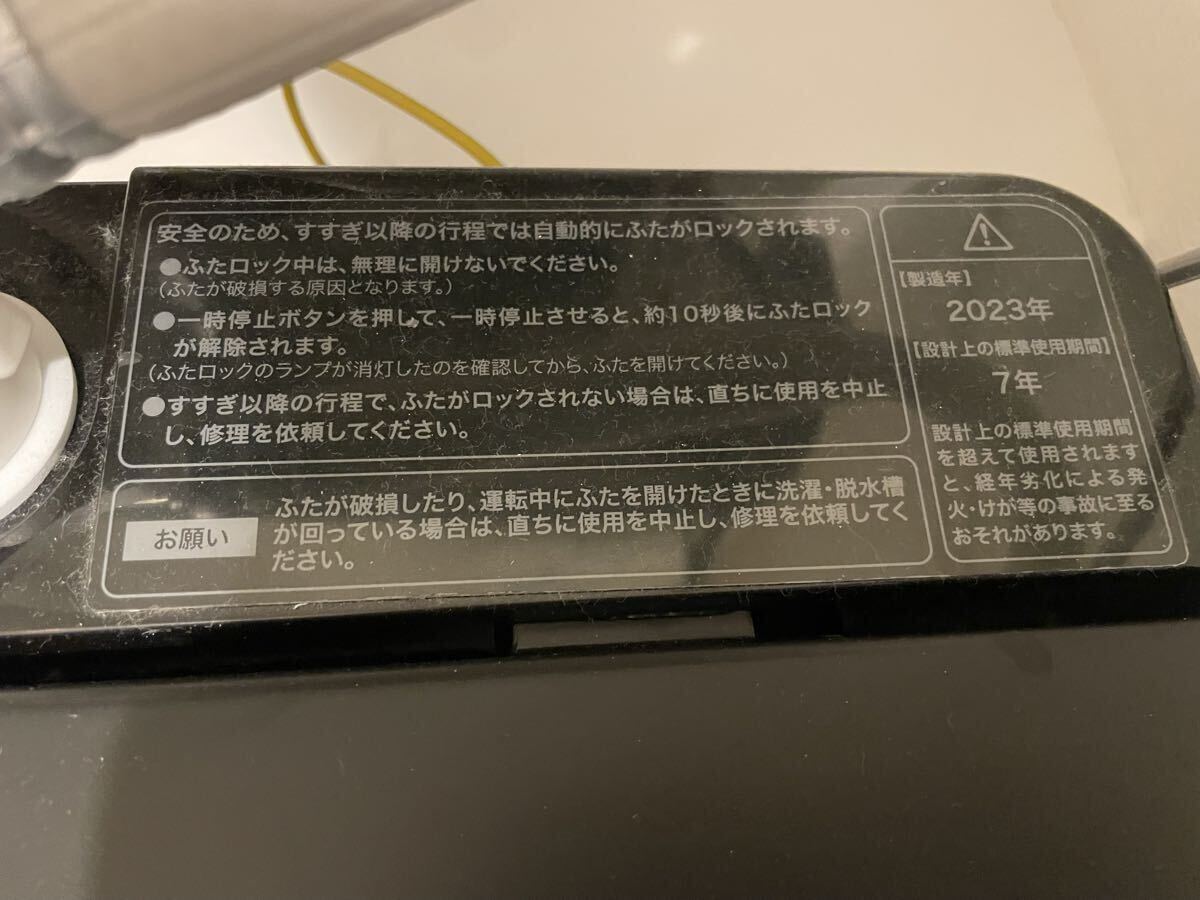 安全のため、すすぎ以降の行程では自動的にふたがロックされます。
●ふたロック中は、無理に開けないでください。
(ふたが破損する原因となります。)
●一時停止ボタンを押して、一時停止させると、約10秒後にふたロック
が解除されます。
(ふたロックのランプが消灯したのを確認してから、ふたを開けてください。)
●すすぎ以降の行程で、ふたがロックされない場合は、直ちに使用を中止
し、修理を依頼してください。
お願い
ふたが破損したり、運転中にふたを開けたときに洗濯・脱水槽
が回っている場合は、直ちに使用を中止し、修理を依頼してく
ださい。
【製造年】
2023年
【設計上の標準使用期間】
7年
設計上の標準使用期間
を超えて使用されます
と、経年劣化による発
火・けが等の事故に至る
おそれがあります。